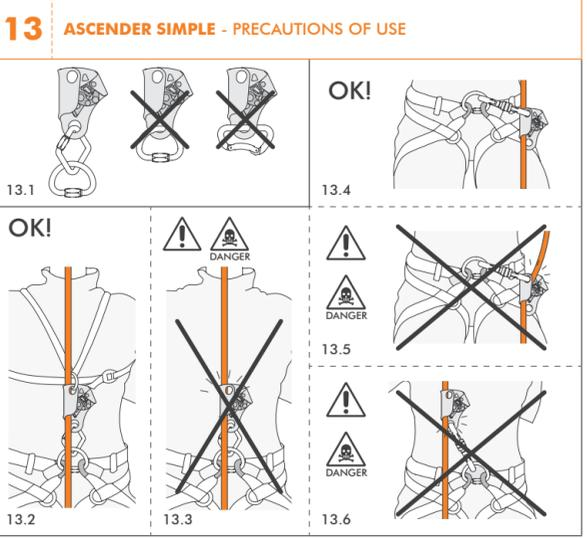 13 ASCENDER SIMPLE - PRECAUTIONS OF USE
13.1
OK!
13.4
OK!
13.2
DANGER
13.3
DANGER
13.5
DANGER
13.6